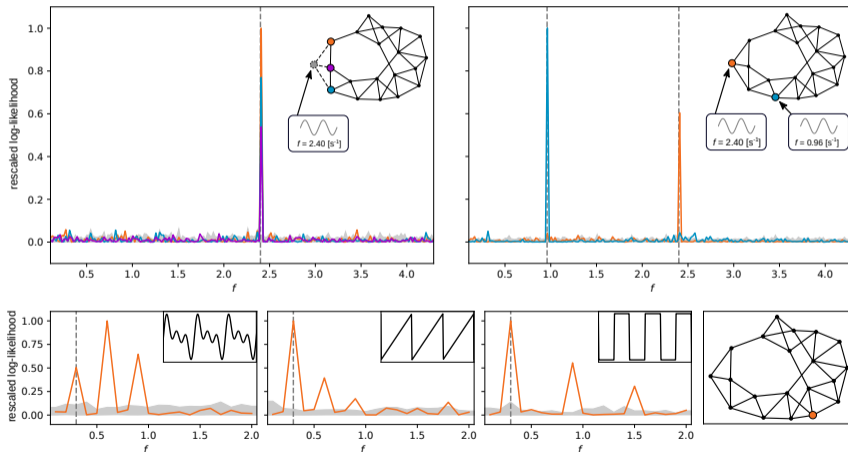 rescaled log-likelihood
1.0
0.8
0.6
0.4
0.2
0.0
0.5 1.0 1.5 2.0 2.5 3.0 3.5 4.0
f
f = 2.40 [s⁻¹]
0.5 1.0 1.5 2.0 2.5 3.0 3.5 4.0
f
f = 2.40 [s⁻¹]
f = 0.96 [s⁻¹]
rescaled log-likelihood
1.00
0.75
0.50
0.25
0.00
0.5 1.0 1.5 2.0
f
0.5 1.0 1.5 2.0
f
0.5 1.0 1.5 2.0
f